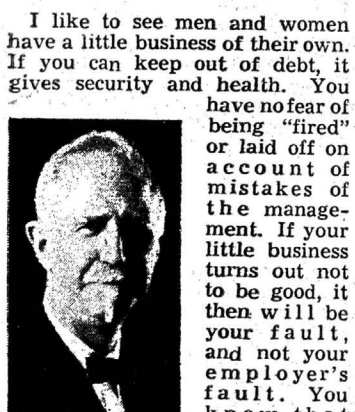 I like to see men and women
have a little business of their own.
If you can keep out of debt, it
gives security and health. You
have no fear of
being "fired"
or laid off on
account of
mistakes of
the manage-
ment. If your
little business
turns out not
to be good, it
then will be
your fault,
and not your
employer's
fault. You
know that